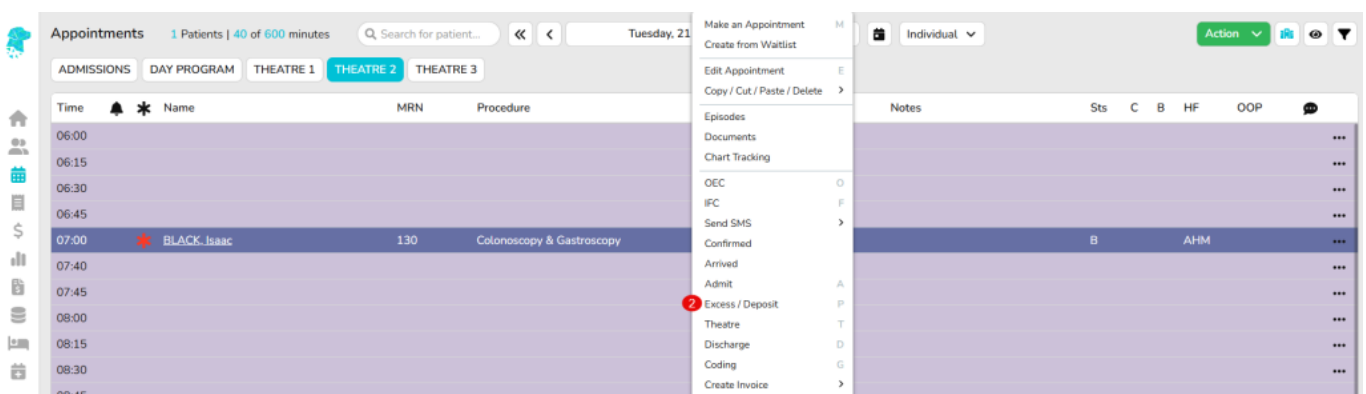 Appointments 1 Patients | 40 of 600 minutes Search for patient... Tuesday, 21 Individual Action
ADMISSIONS DAY PROGRAM THEATRE 1 THEATRE 2 THEATRE 3
Time Name MRN Procedure Notes Sts C B HF OOP
06:00
06:15
06:30
06:45
07:00 BLACK, Isaac 130 Colonoscopy & Gastroscopy B AHM
07:40
07:45
08:00
08:15
08:30
Make an Appointment M
Create from Waitlist
Edit Appointment E
Copy / Cut / Paste / Delete
Episodes
Documents
Chart Tracking
OEC O
IFC F
Send SMS
Confirmed
Arrived
Admit A
2 Excess / Deposit P
Theatre T
Discharge D
Coding G
Create Invoice